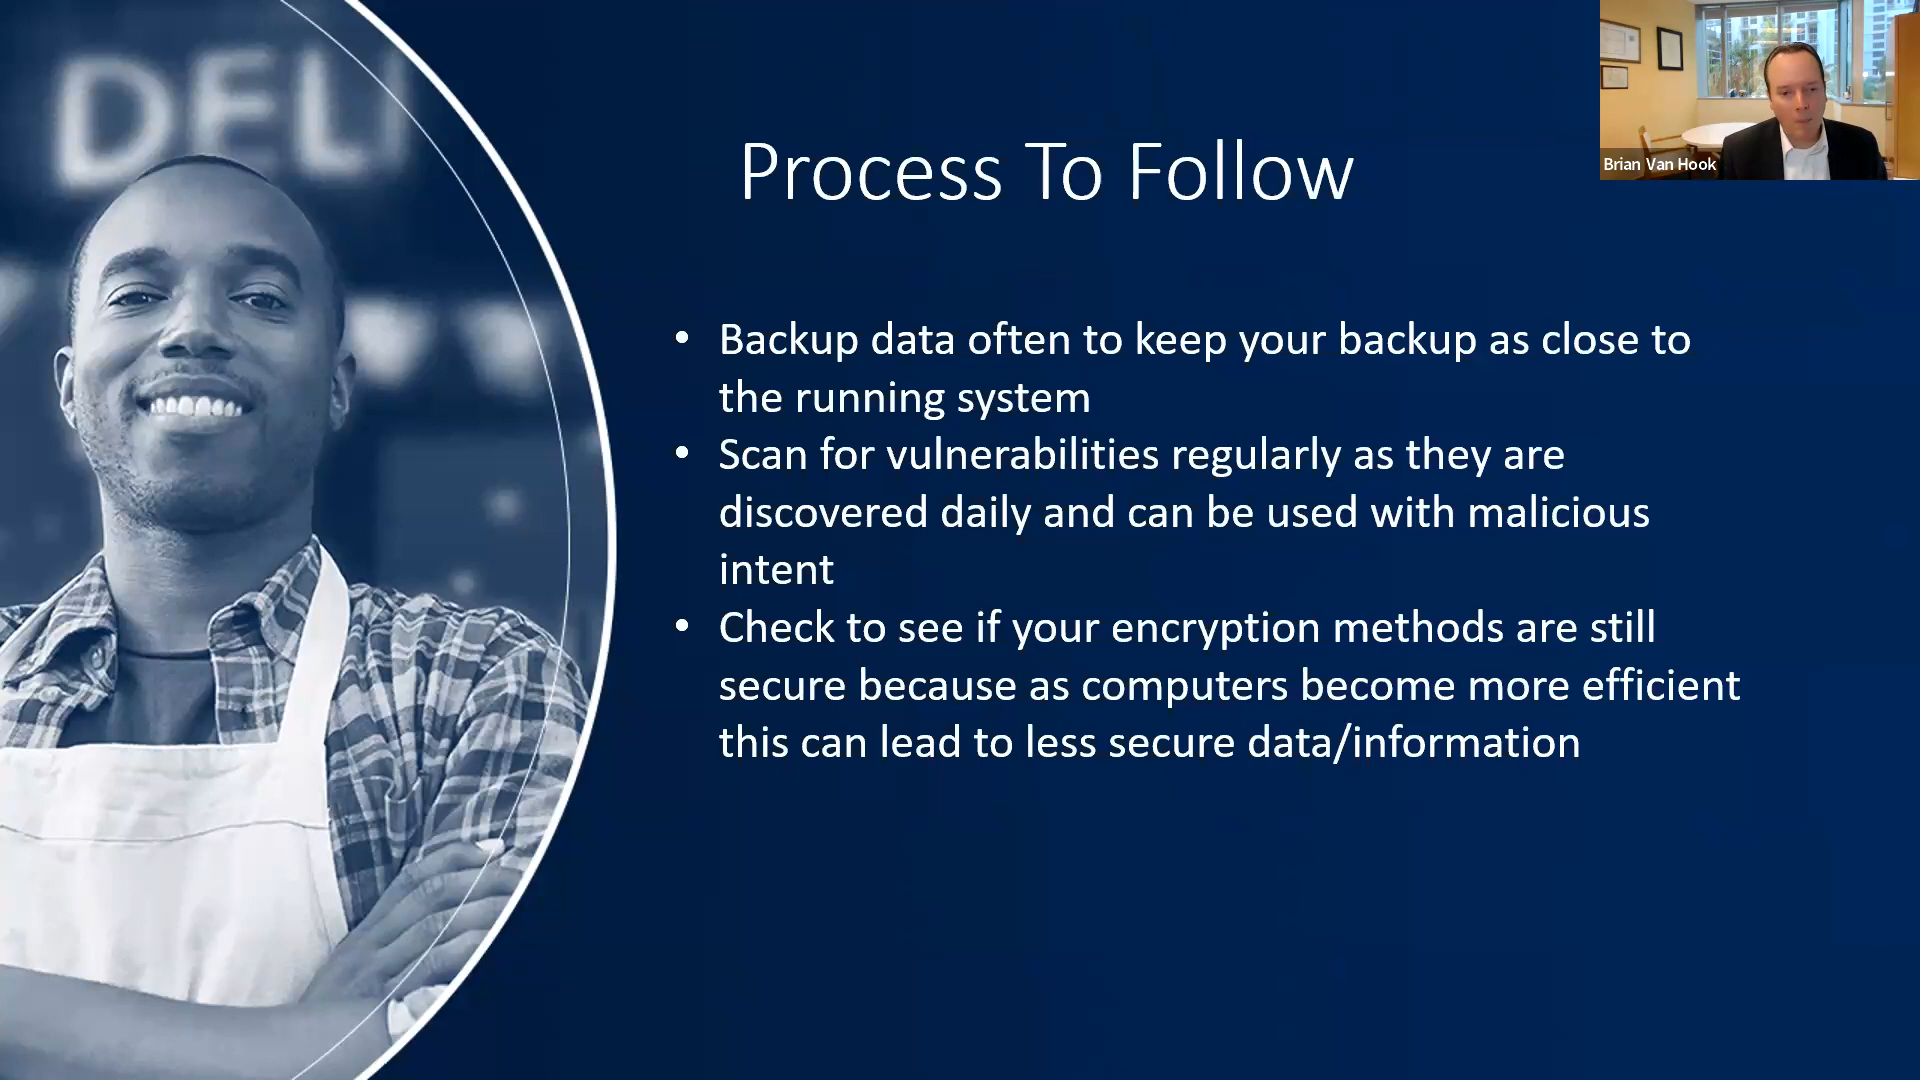 DELI
Brian Van Hook
Process To Follow
• Backup data often to keep your backup as close to
the running system
• Scan for vulnerabilities regularly as they are
discovered daily and can be used with malicious
intent
• Check to see if your encryption methods are still
secure because as computers become more efficient
this can lead to less secure data/information